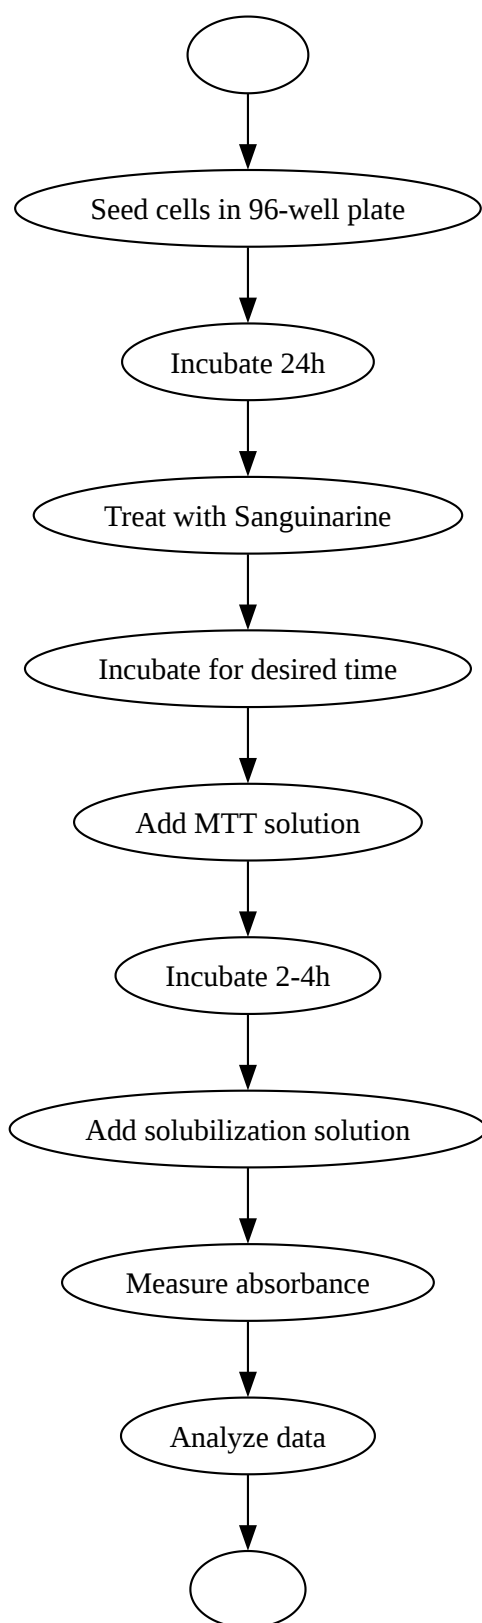 Seed cells in 96-well plate
Incubate 24h
Treat with Sanguinarine
Incubate for desired time
Add MTT solution
Incubate 2-4h
Add solubilization solution
Measure absorbance
Analyze data